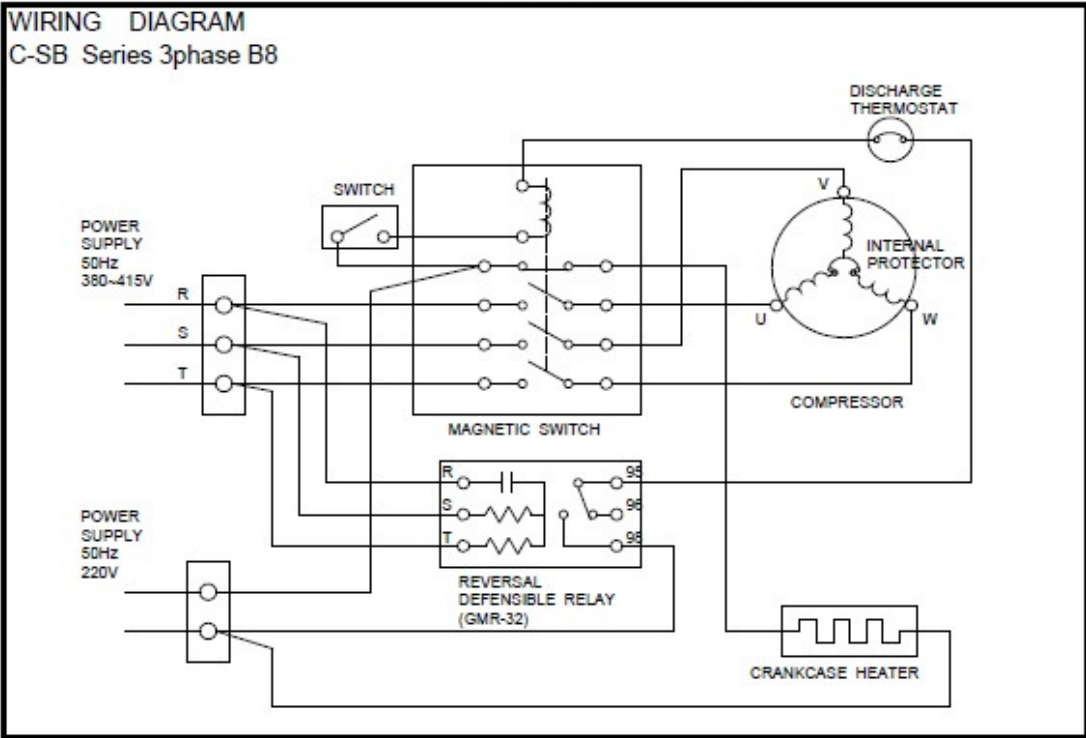 WIRING DIAGRAM
C-SB Series 3phase B8
DISCHARGE
THERMOSTAT
SWITCH
V
POWER
SUPPLY
50Hz
380~415V
INTERNAL
PROTECTOR
R
U
W
S
T
COMPRESSOR
MAGNETIC SWITCH
R
95
S
96
T
98
POWER
SUPPLY
50Hz
220V
REVERSAL
DEFENSIBLE RELAY
(GMR-32)
CRANKCASE HEATER